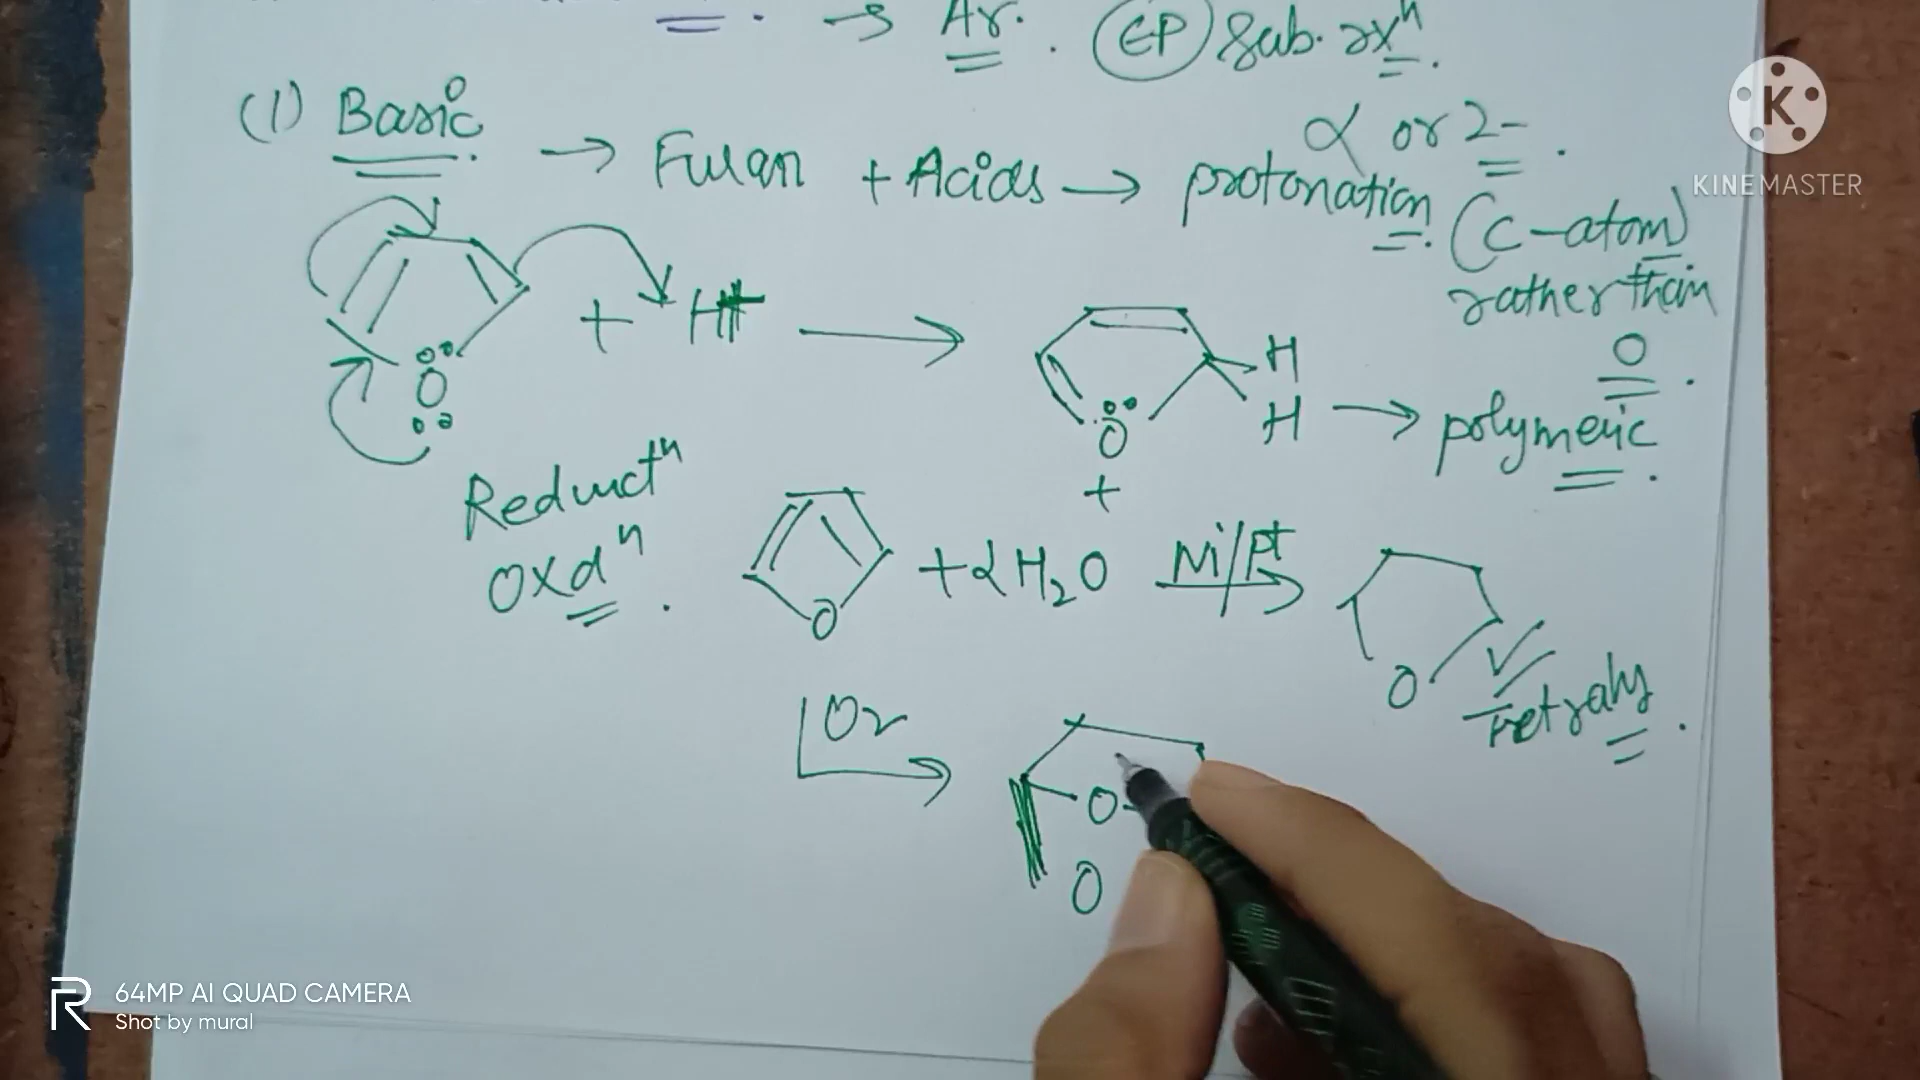 → Ar. (EP) Sub. rxⁿ.
α or 2-.
(1) Basic → Furan + Acids → protonation. (C-atom)
rather than
O
+ H+
H
O H → polymeric.
O +
Reductⁿ
O + 2H2O Ni/Pt
oxdⁿ. O Tetrahy.
Or
O
O
K
KINEMASTER
R 64MP AI QUAD CAMERA
Shot by mural